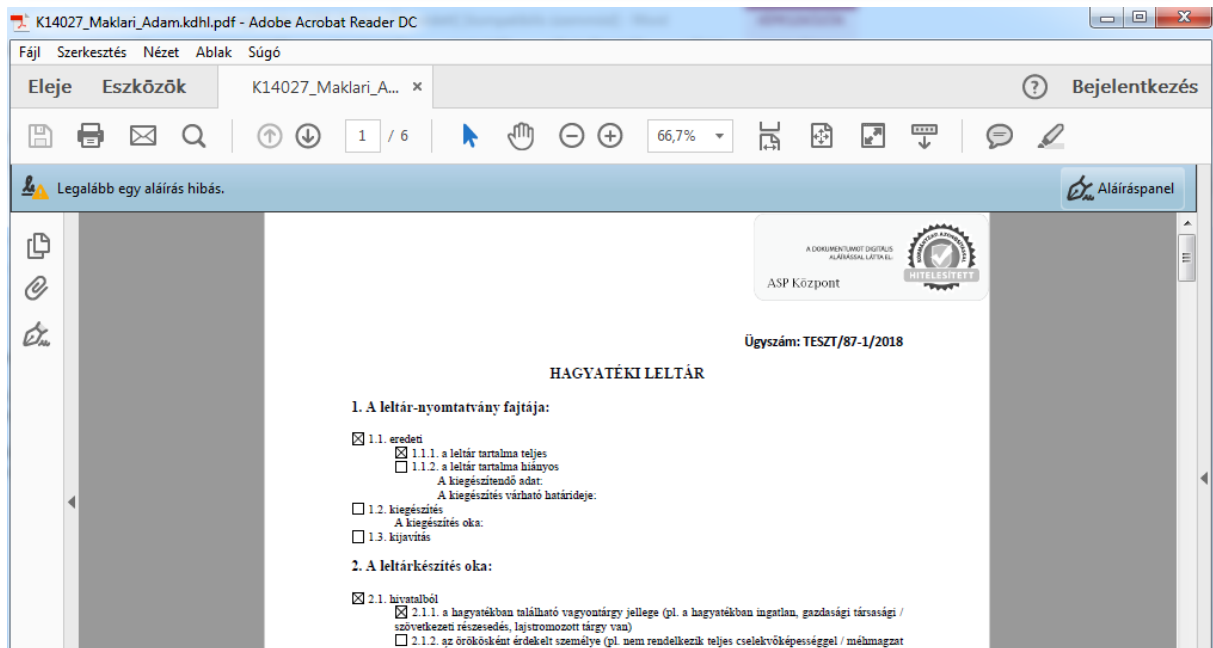 K14027_Maklari_Adam.kdhl.pdf - Adobe Acrobat Reader DC
Fájl Szerkesztés Nézet Ablak Súgó
Eleje Eszközök K14027_Maklari_A... × Bejelentkezés
1 / 6 66,7%
Legalább egy aláírás hibás. Aláíráspanel
A DOKUMENTUMOT DIGITÁLIS
ALÁÍRÁSSAL LÁTTA EL:
HITELESÍTETT
ASP Központ
Ügyszám: TESZT/87-1/2018
HAGYATÉKI LELTÁR
1. A leltár-nyomtatvány fajtája:
1.1. eredeti
1.1.1. a leltár tartalma teljes
1.1.2. a leltár tartalma hiányos
A kiegészítendő adat:
A kiegészítés várható határideje:
1.2. kiegészítés
A kiegészítés oka:
1.3. kijavítás
2. A leltárkészítés oka:
2.1. hivatalból
2.1.1. a hagyatékban található vagyontárgy jellege (pl. a hagyatékban ingatlan, gazdasági társasági /
szövetkezeti részesedés, lajstromozott tárgy van)
2.1.2. az örökösként érdekelt személye (pl. nem rendelkezik teljes cselekvőképességgel / méhmagzat